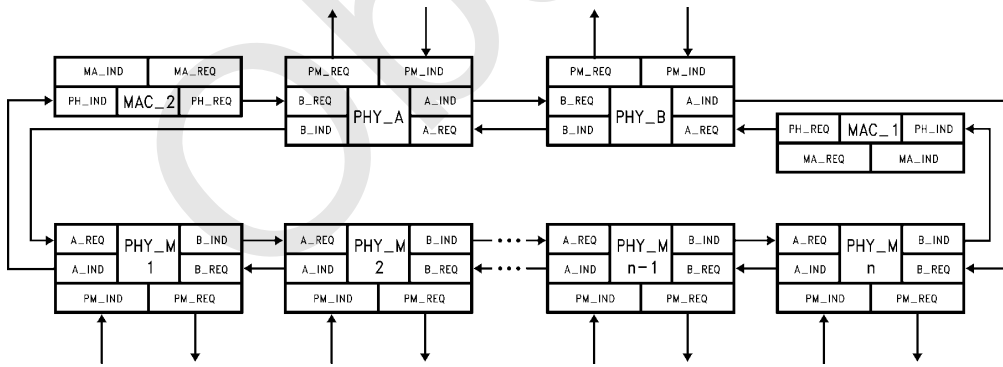 PM_REQ PM_IND PM_REQ PM_IND
MA_IND MA_REQ
PH_IND MAC_2 PH_REQ
B_REQ PHY_A A_IND
B_IND A_REQ
B_REQ PHY_B A_IND
B_IND A_REQ
PH_REQ MAC_1 PH_IND
MA_REQ MA_IND
A_REQ PHY_M B_IND
A_IND 1 B_REQ
PM_IND PM_REQ
A_REQ PHY_M B_IND
A_IND 2 B_REQ
PM_IND PM_REQ
A_REQ PHY_M B_IND
A_IND n-1 B_REQ
PM_IND PM_REQ
A_REQ PHY_M B_IND
A_IND n B_REQ
PM_IND PM_REQ